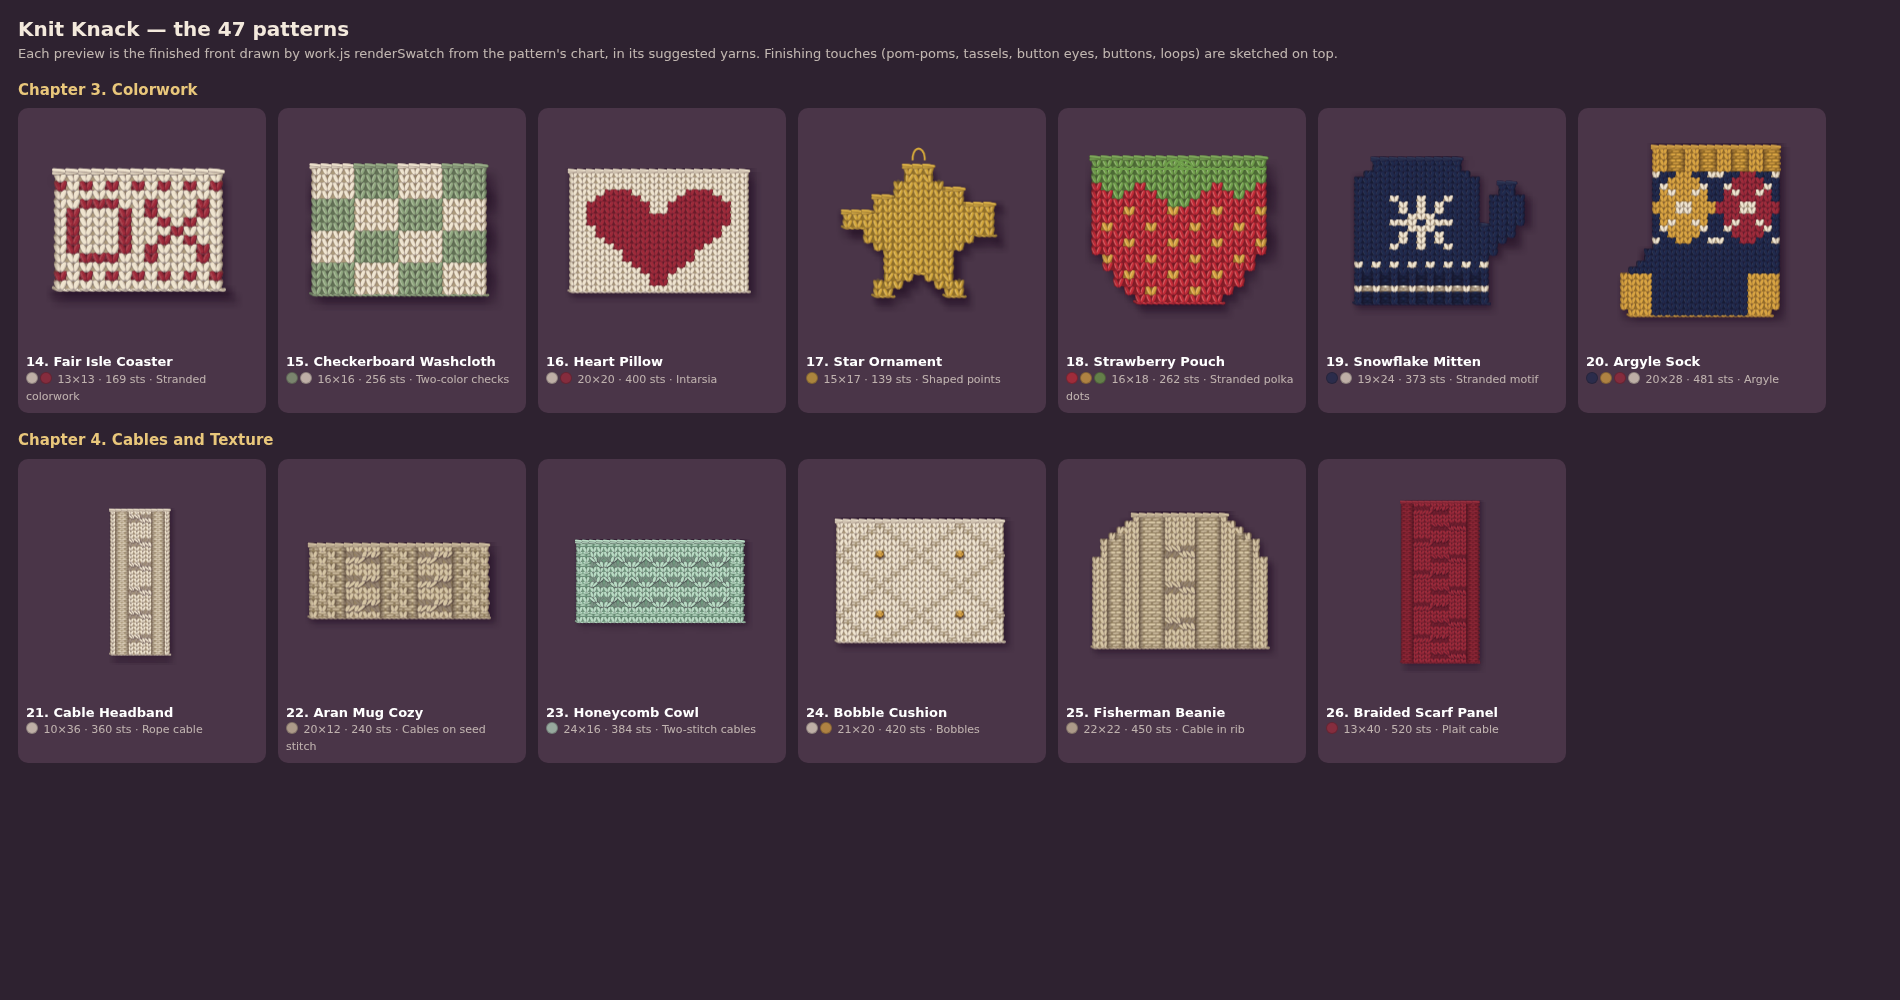 Knit Knack — the 47 patterns
Each preview is the finished front drawn by work.js renderSwatch from the pattern's chart, in its suggested yarns. Finishing touches (pom-poms, tassels, button eyes, buttons, loops) are sketched on top.
Chapter 3. Colorwork
14. Fair Isle Coaster
13×13 · 169 sts · Stranded
colorwork
15. Checkerboard Washcloth
16×16 · 256 sts · Two-color checks
16. Heart Pillow
20×20 · 400 sts · Intarsia
17. Star Ornament
15×17 · 139 sts · Shaped points
18. Strawberry Pouch
16×18 · 262 sts · Stranded polka
dots
19. Snowflake Mitten
19×24 · 373 sts · Stranded motif
20. Argyle Sock
20×28 · 481 sts · Argyle
Chapter 4. Cables and Texture
21. Cable Headband
10×36 · 360 sts · Rope cable
22. Aran Mug Cozy
20×12 · 240 sts · Cables on seed
stitch
23. Honeycomb Cowl
24×16 · 384 sts · Two-stitch cables
24. Bobble Cushion
21×20 · 420 sts · Bobbles
25. Fisherman Beanie
22×22 · 450 sts · Cable in rib
26. Braided Scarf Panel
13×40 · 520 sts · Plait cable